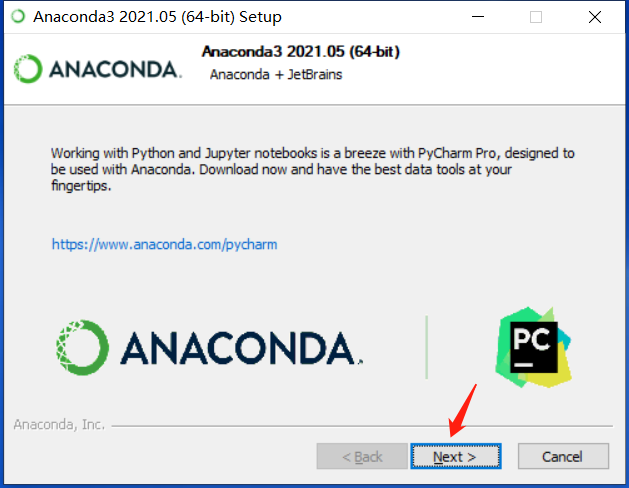 Anaconda3 2021.05 (64-bit) Setup
ANACONDA.
Anaconda3 2021.05 (64-bit)
Anaconda + JetBrains
Working with Python and Jupyter notebooks is a breeze with PyCharm Pro, designed to
be used with Anaconda. Download now and have the best data tools at your
fingertips.
https://www.anaconda.com/pycharm
ANACONDA.
PC
Anaconda, Inc.
< Back
Next >
Cancel